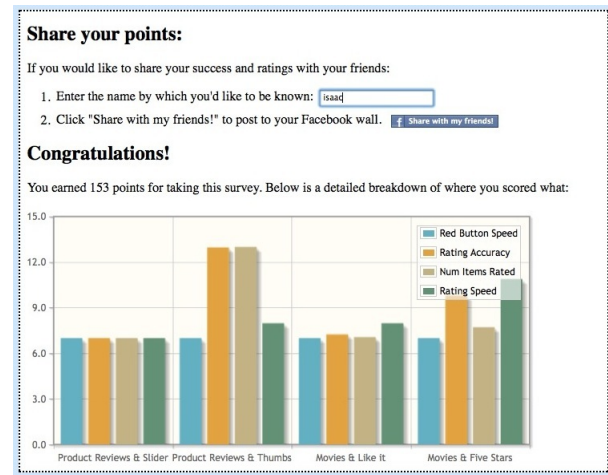 Share your points:
If you would like to share your success and ratings with your friends:
1. Enter the name by which you'd like to be known: isaac
2. Click "Share with my friends!" to post to your Facebook wall. f Share with my friends!
Congratulations!
You earned 153 points for taking this survey. Below is a detailed breakdown of where you scored what:
15.0
12.0
9.0
6.0
3.0
0.0
Red Button Speed
Rating Accuracy
Num Items Rated
Rating Speed
Product Reviews & Slider Product Reviews & Thumbs Movies & Like it Movies & Five Stars